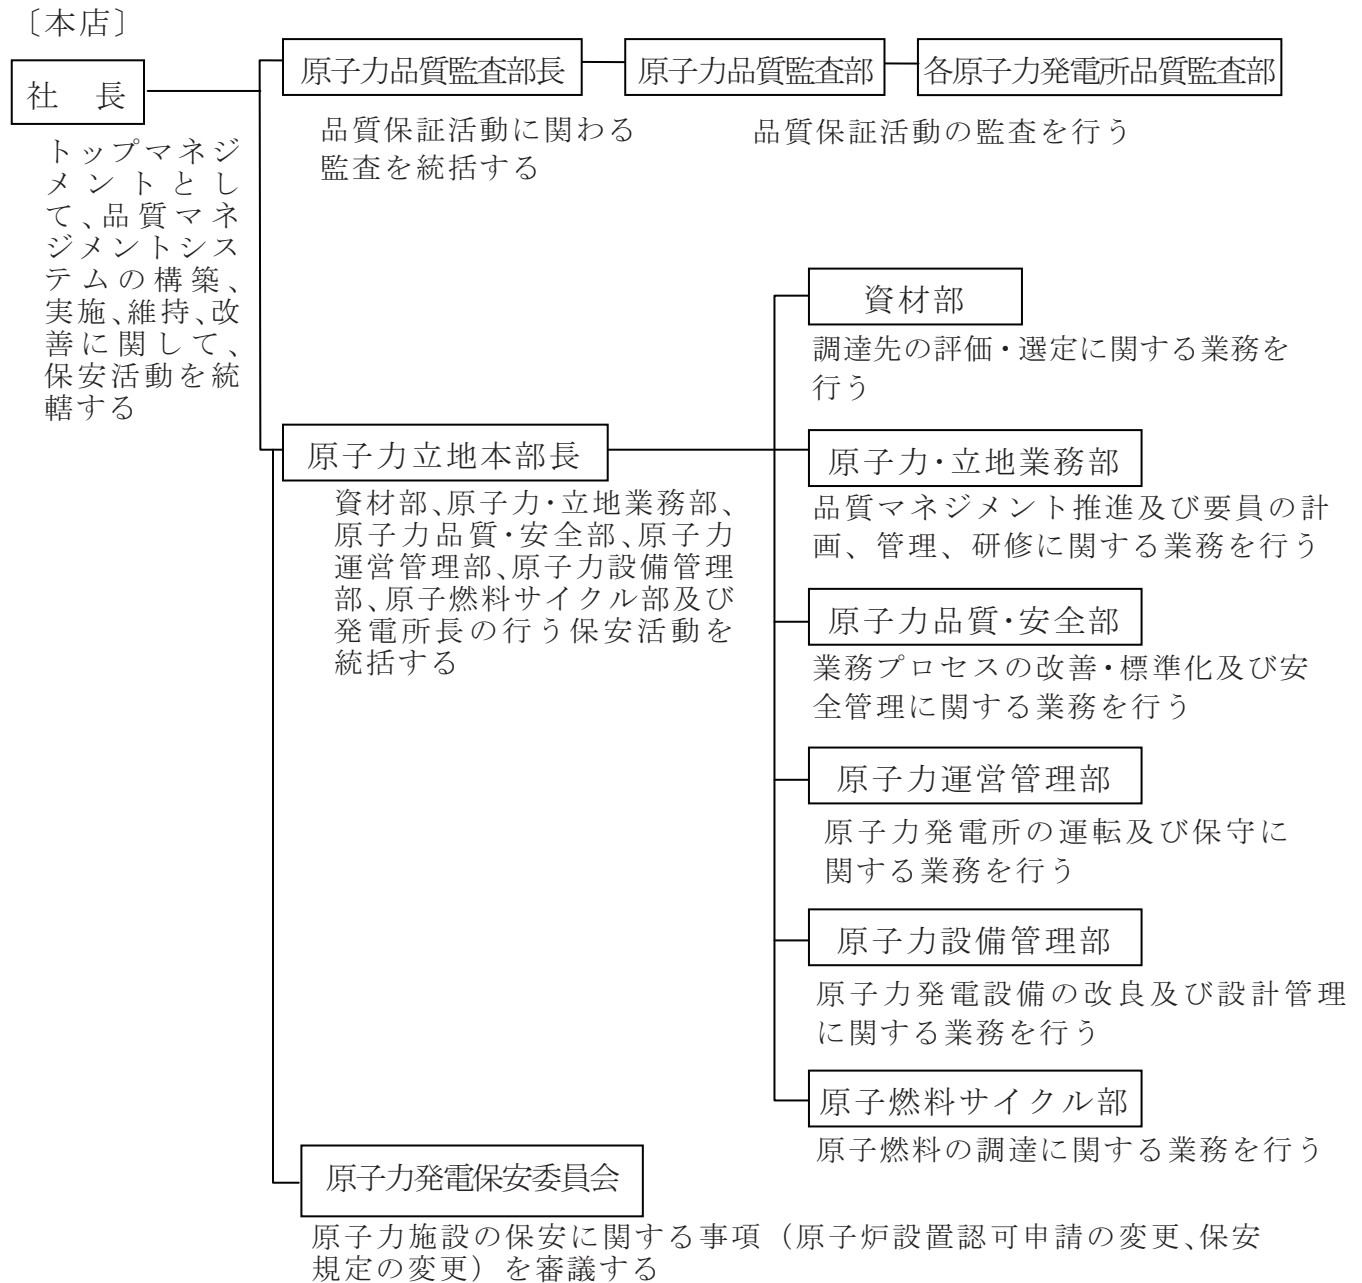 〔本店〕
社　長
トップマネジ
メントとし
て、品質マネ
ジメントシス
テムの構築、
実施、維持、改
善に関して、
保安活動を統
轄する
原子力品質監査部長
品質保証活動に関わる
監査を統括する
原子力品質監査部
各原子力発電所品質監査部
品質保証活動の監査を行う
原子力立地本部長
資材部、原子力・立地業務部、
原子力品質・安全部、原子力
運営管理部、原子力設備管理
部、原子燃料サイクル部及び
発電所長の行う保安活動を
統括する
資材部
調達先の評価・選定に関する業務を
行う
原子力・立地業務部
品質マネジメント推進及び要員の計
画、管理、研修に関する業務を行う
原子力品質・安全部
業務プロセスの改善・標準化及び安
全管理に関する業務を行う
原子力運営管理部
原子力発電所の運転及び保守に
関する業務を行う
原子力設備管理部
原子力発電設備の改良及び設計管理
に関する業務を行う
原子燃料サイクル部
原子燃料の調達に関する業務を行う
原子力発電保安委員会
原子力施設の保安に関する事項（原子炉設置認可申請の変更、保安
規定の変更）を審議する